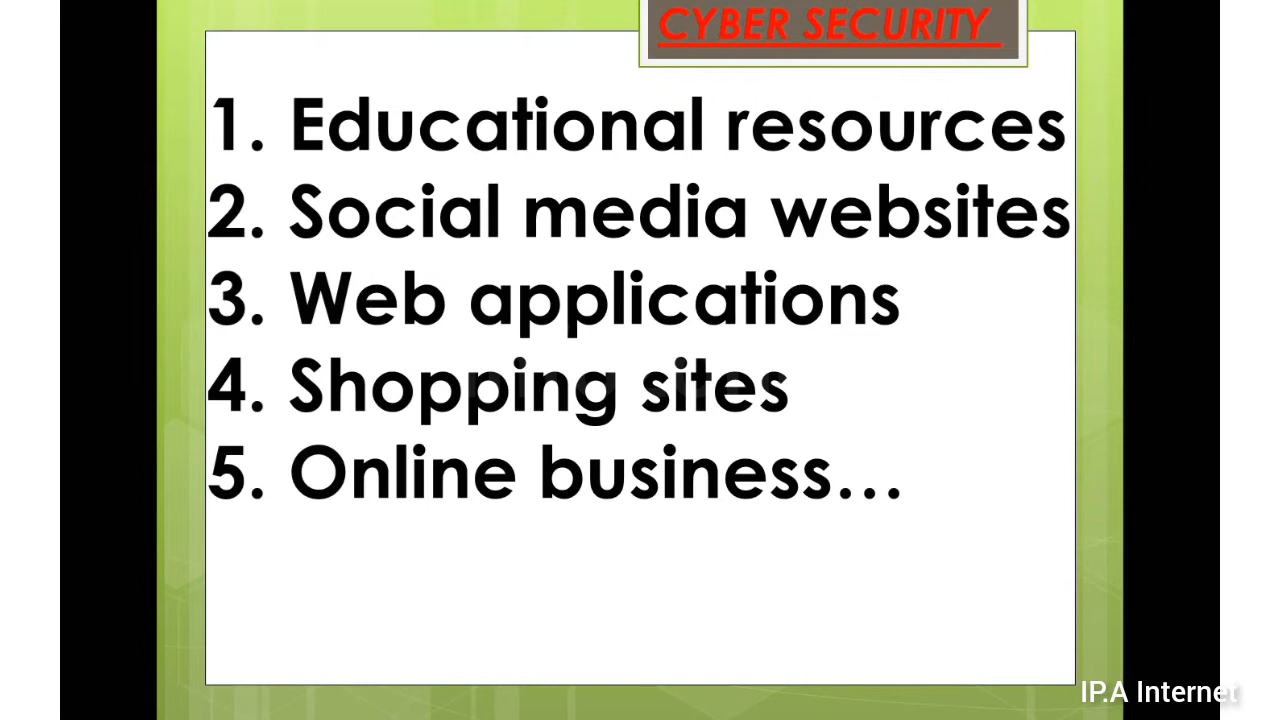 CYBER SECURITY
1. Educational resources
2. Social media websites
3. Web applications
4. Shopping sites
5. Online business...
IP.A Internet